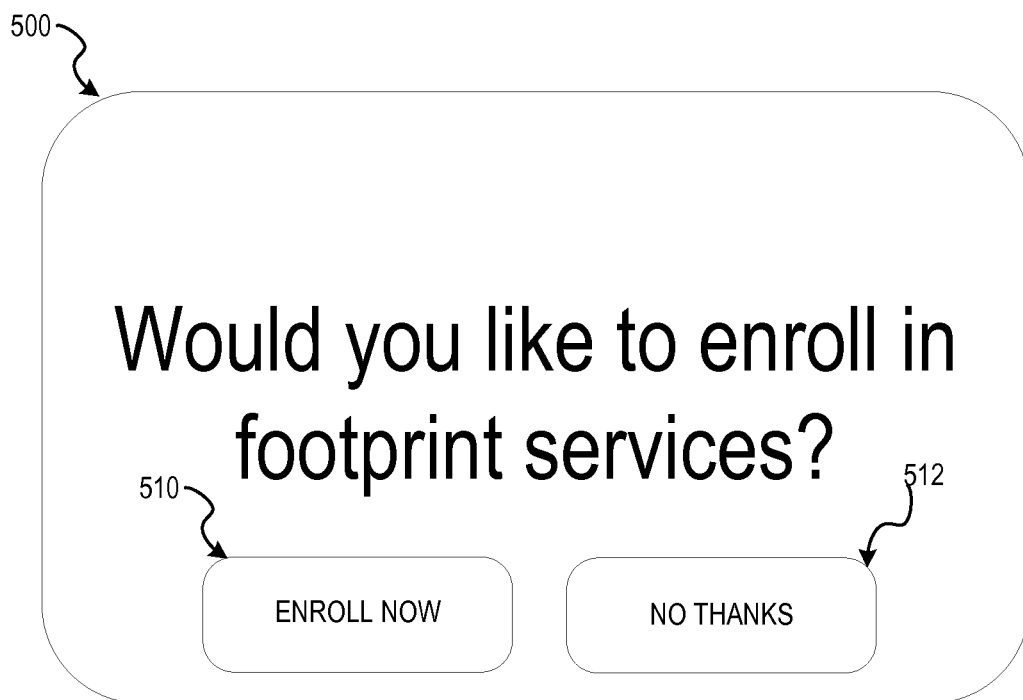 500
Would you like to enroll in
footprint services?
510
512
ENROLL NOW
NO THANKS